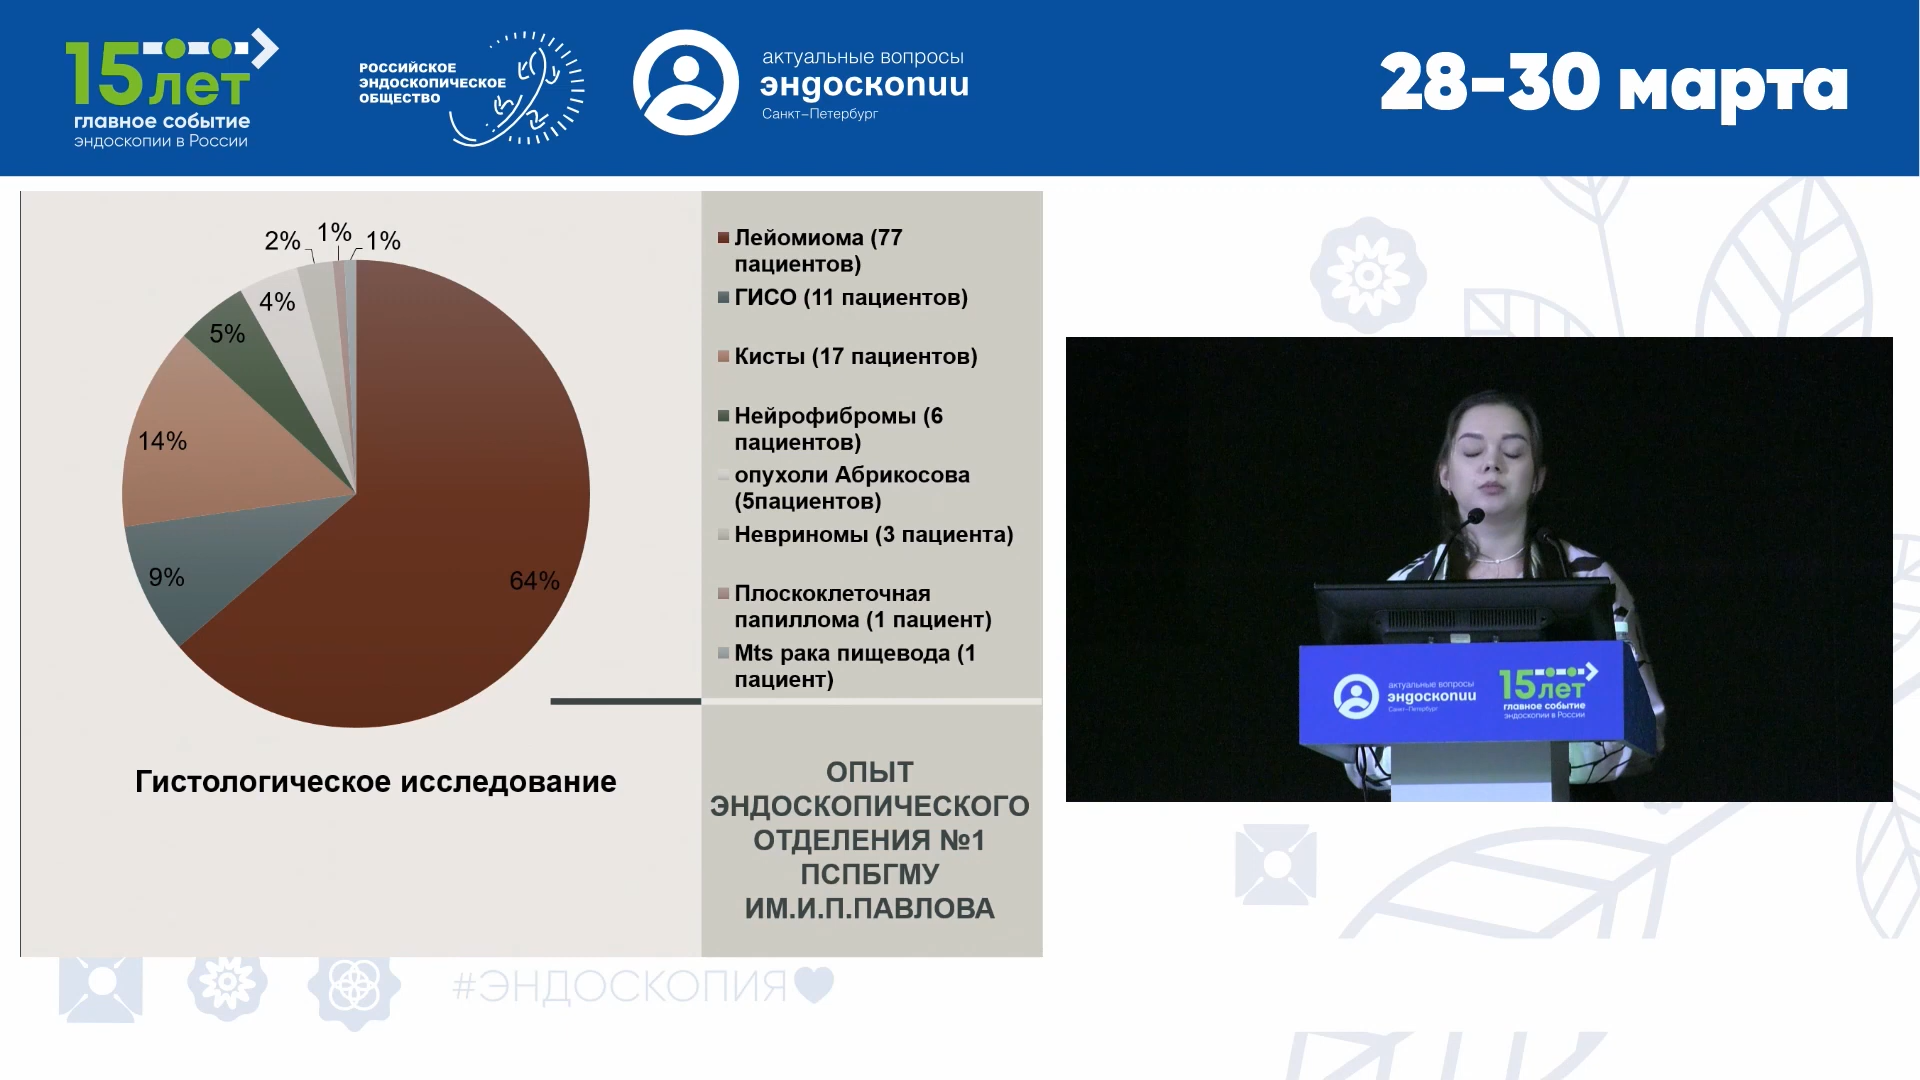 15 лет
главное событие
эндоскопии в России
РОССИЙСКОЕ
ЭНДОСКОПИЧЕСКОЕ
ОБЩЕСТВО
актуальные вопросы
эндоскопии
Санкт-Петербург
28-30 марта
2%
1%
1%
4%
5%
14%
9%
64%
Гистологическое исследование
Лейомиома (77
пациентов)
ГИСО (11 пациентов)
Кисты (17 пациентов)
Нейрофибромы (6
пациентов)
опухоли Абрикосова
(5пациентов)
Невриномы (3 пациента)
Плоскоклеточная
папиллома (1 пациент)
Mts рака пищевода (1
пациент)
ОПЫТ
ЭНДОСКОПИЧЕСКОГО
ОТДЕЛЕНИЯ №1
ПСПБГМУ
ИМ.И.П.ПАВЛОВА
актуальные вопросы
эндоскопии
Санкт-Петербург
15 лет
главное событие
эндоскопии в России
#ЭНДОСКОПИЯ